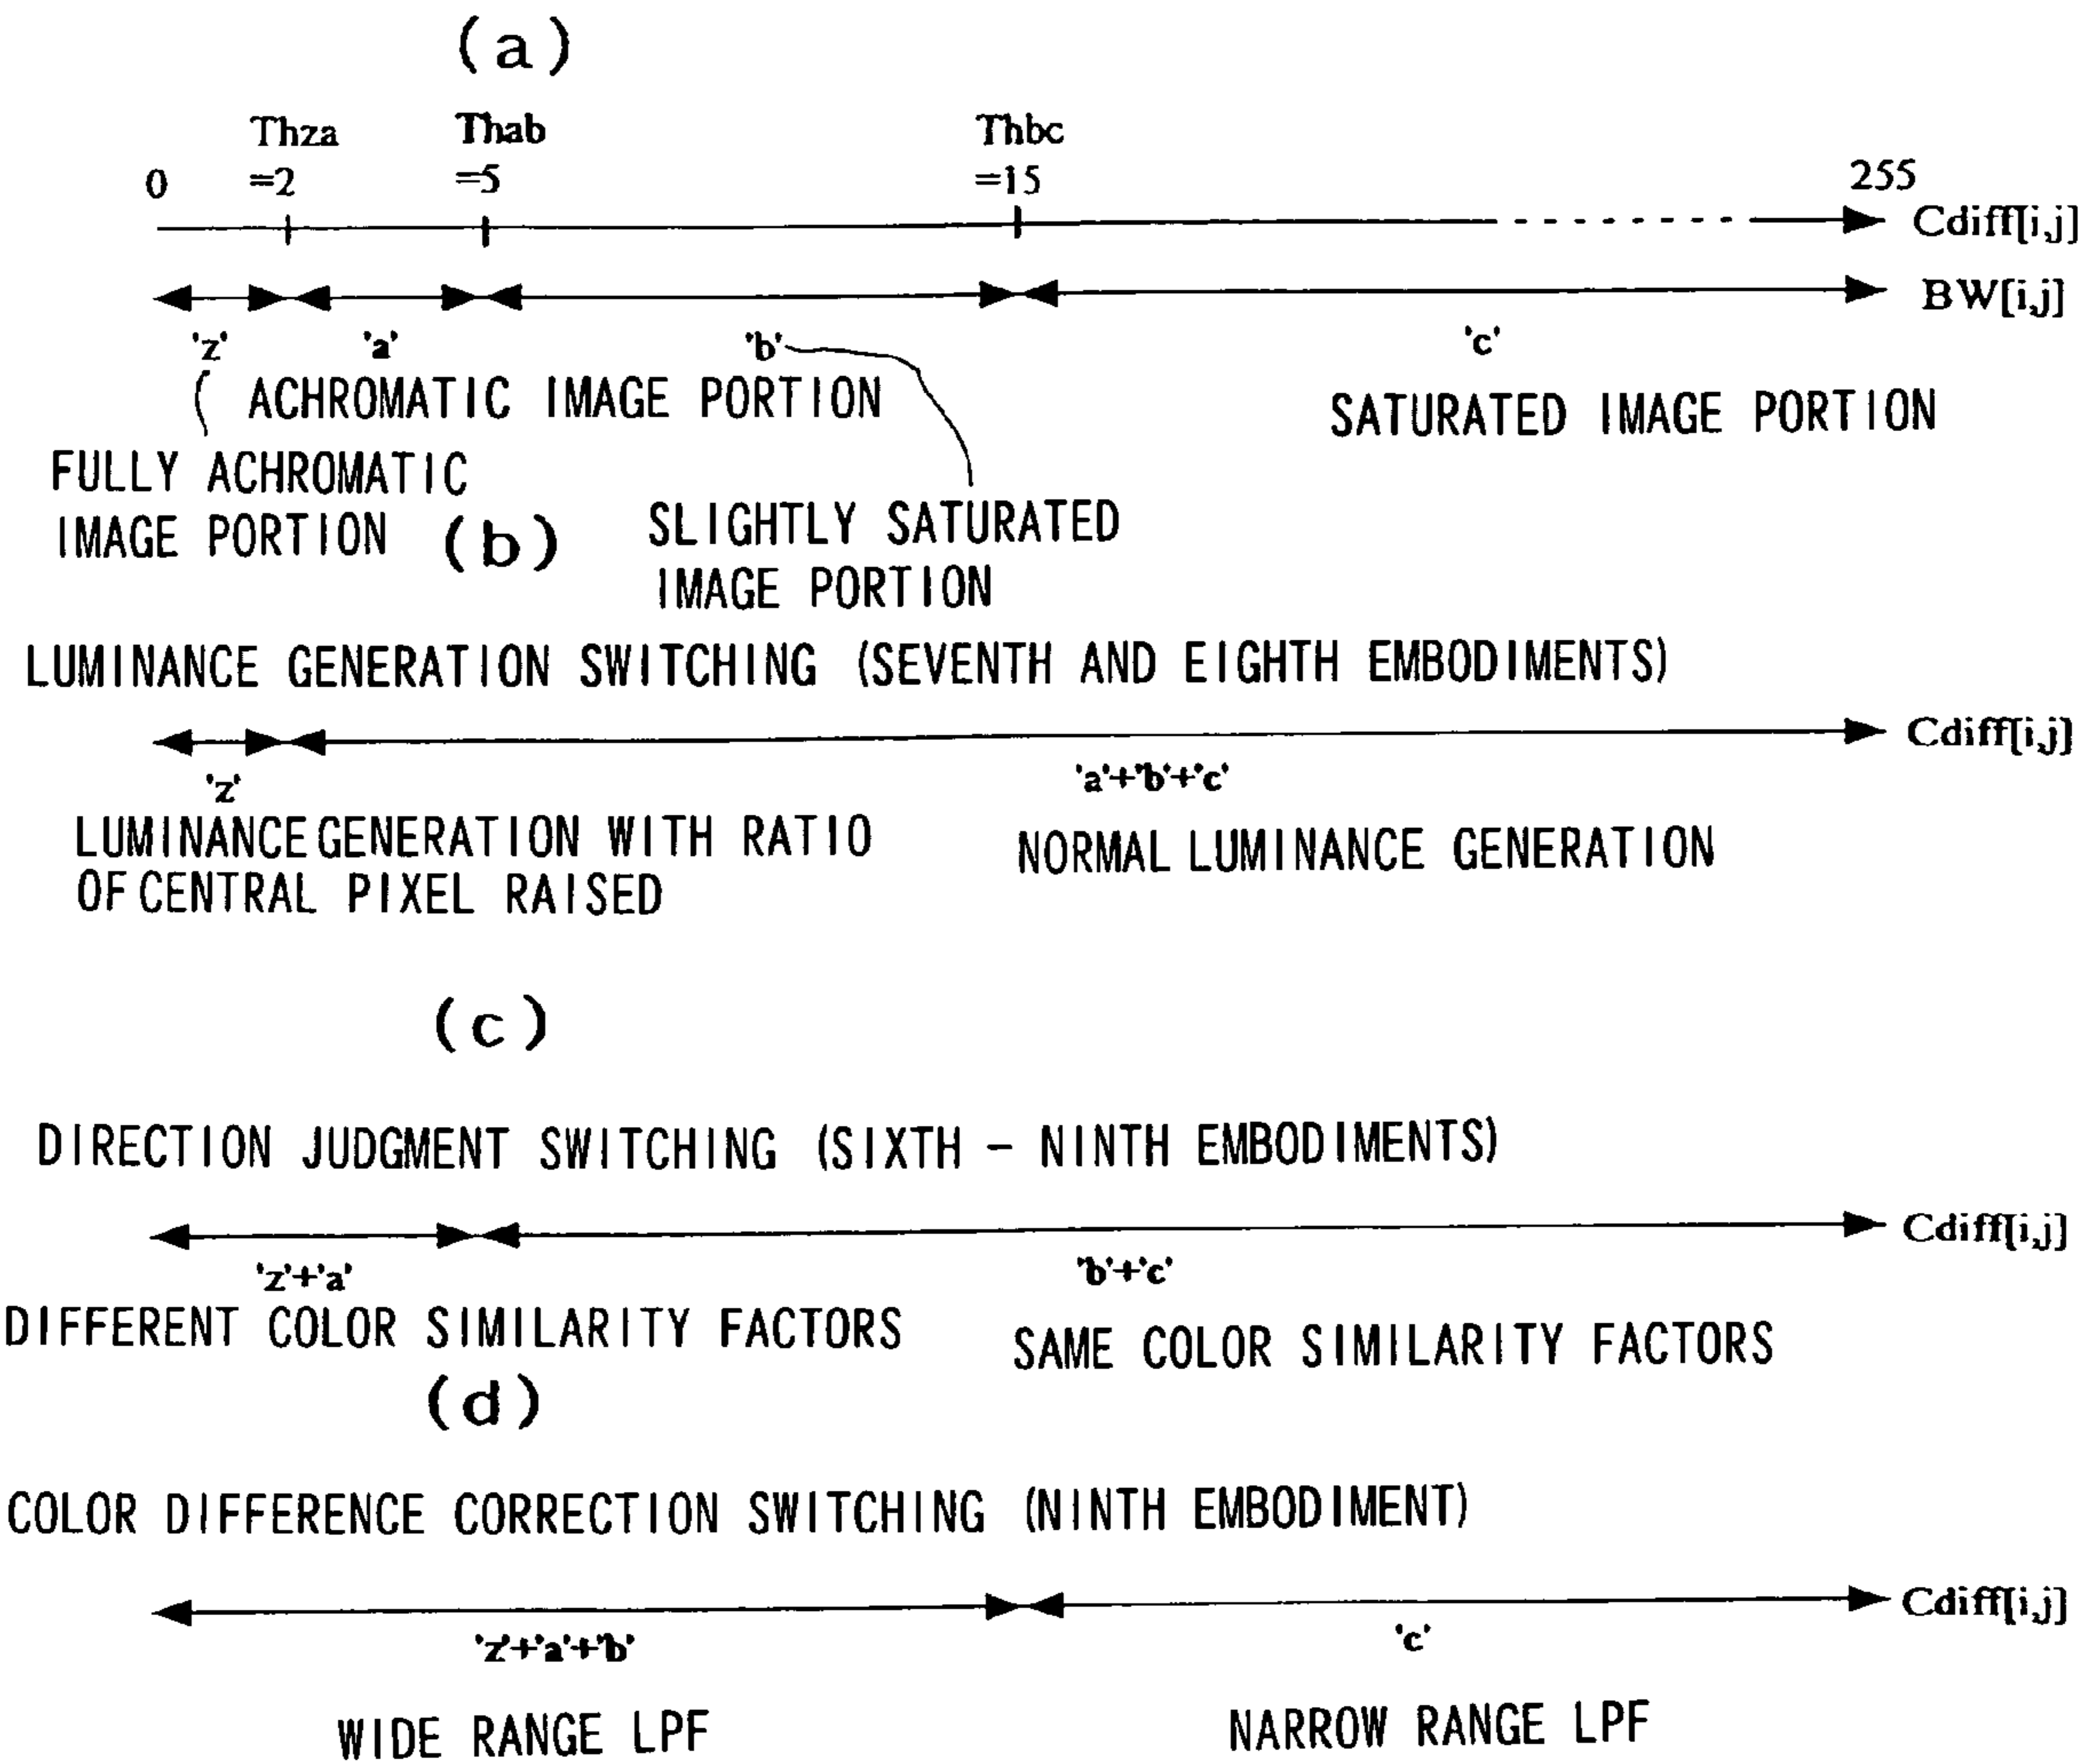 (a)
Thza Thab Thbc
0 =2 =5 =15 255
Cdiff[i,j]
BW[i,j]
'z' 'a' 'b' 'c'
ACHROMATIC IMAGE PORTION
SATURATED IMAGE PORTION
FULLY ACHROMATIC
IMAGE PORTION
SLIGHTLY SATURATED
IMAGE PORTION
(b)
LUMINANCE GENERATION SWITCHING (SEVENTH AND EIGHTH EMBODIMENTS)
Cdiff[i,j]
'z' 'a'+'b'+'c'
LUMINANCE GENERATION WITH RATIO
OF CENTRAL PIXEL RAISED
NORMAL LUMINANCE GENERATION
(c)
DIRECTION JUDGMENT SWITCHING (SIXTH - NINTH EMBODIMENTS)
Cdiff[i,j]
'z'+'a' 'b'+'c'
DIFFERENT COLOR SIMILARITY FACTORS
SAME COLOR SIMILARITY FACTORS
(d)
COLOR DIFFERENCE CORRECTION SWITCHING (NINTH EMBODIMENT)
Cdiff[i,j]
'z'+'a'+'b' 'c'
WIDE RANGE LPF
NARROW RANGE LPF